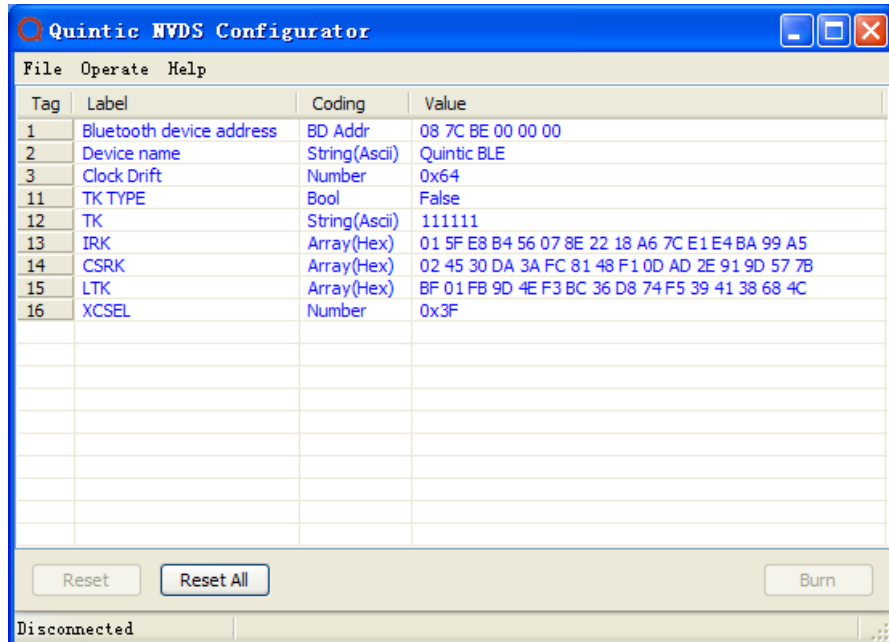 Quintic NVDS Configurator
File Operate Help
Tag Label Coding Value
1 Bluetooth device address BD Addr 08 7C BE 00 00 00
2 Device name String(Ascii) Quintic BLE
3 Clock Drift Number 0x64
11 TK TYPE Bool False
12 TK String(Ascii) 111111
13 IRK Array(Hex) 01 5F E8 B4 56 07 8E 22 18 A6 7C E1 E4 BA 99 A5
14 CSRK Array(Hex) 02 45 30 DA 3A FC 81 48 F1 0D AD 2E 91 9D 57 7B
15 LTK Array(Hex) BF 01 FB 9D 4E F3 BC 36 D8 74 F5 39 41 38 68 4C
16 XCSEL Number 0x3F
Reset Reset All Burn
Disconnected